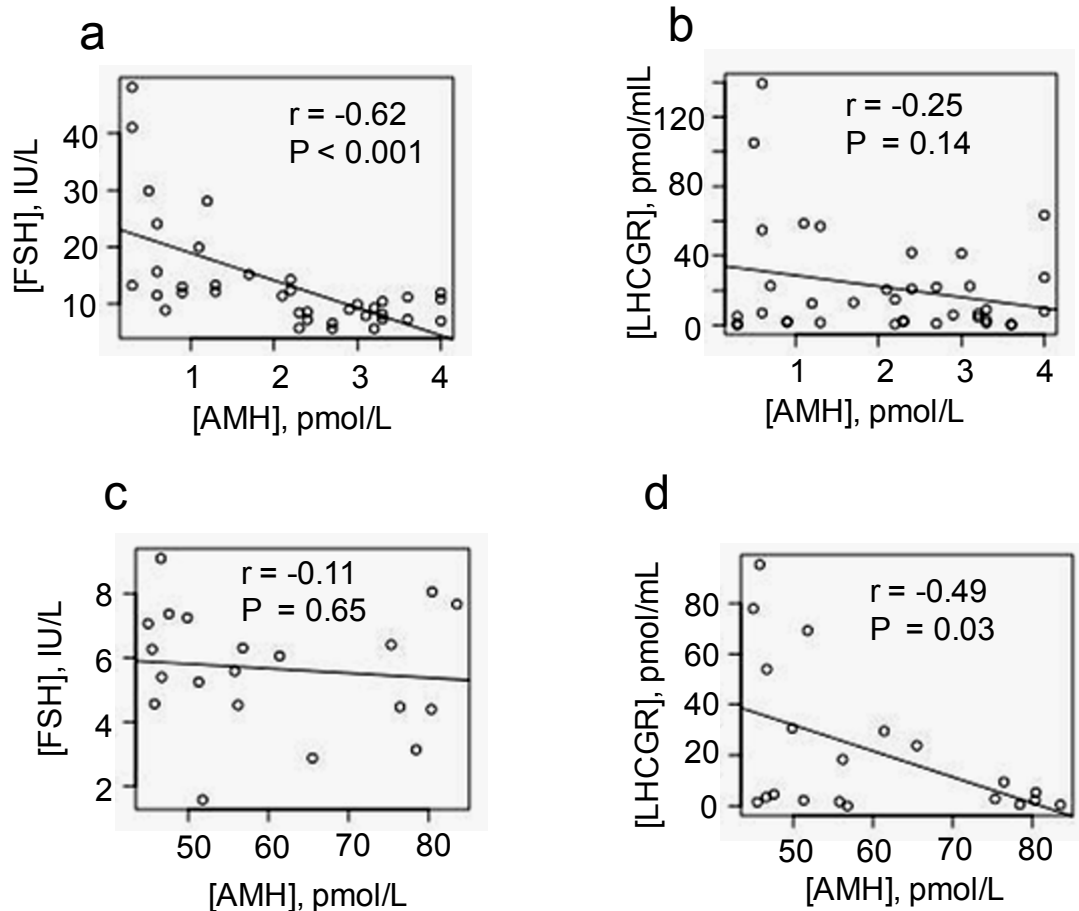 a
r = -0.62
P < 0.001
[FSH], IU/L
40
30
20
10
1 2 3 4
[AMH], pmol/L
b
r = -0.25
P = 0.14
[LHCGR], pmol/mlL
120
80
40
0
1 2 3 4
[AMH], pmol/L
c
r = -0.11
P = 0.65
[FSH], IU/L
8
6
4
2
50 60 70 80
[AMH], pmol/L
d
r = -0.49
P = 0.03
[LHCGR], pmol/mL
80
60
40
20
0
50 60 70 80
[AMH], pmol/L